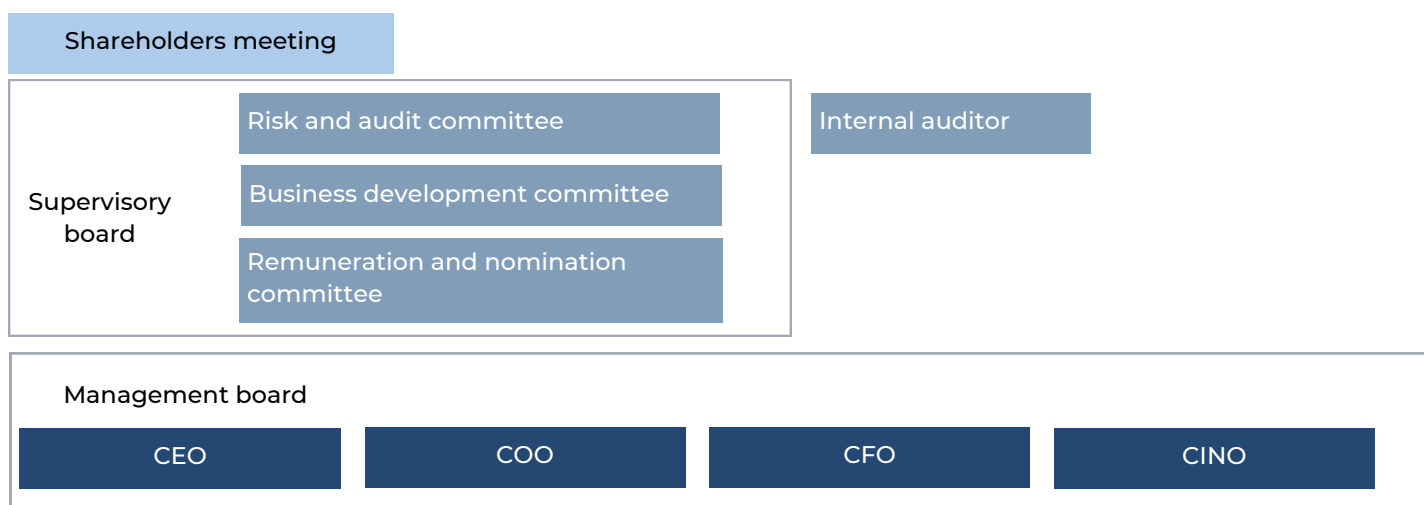 Shareholders meeting
Risk and audit committee
Internal auditor
Business development committee
Supervisory
board
Remuneration and nomination
committee
Management board
CEO
COO
CFO
CINO